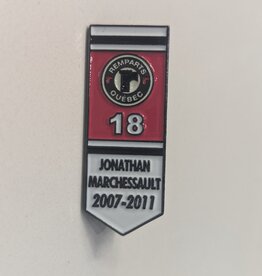 REMPARTS
QUÉBEC
18
JONATHAN
MARCHESSAULT
2007-2011